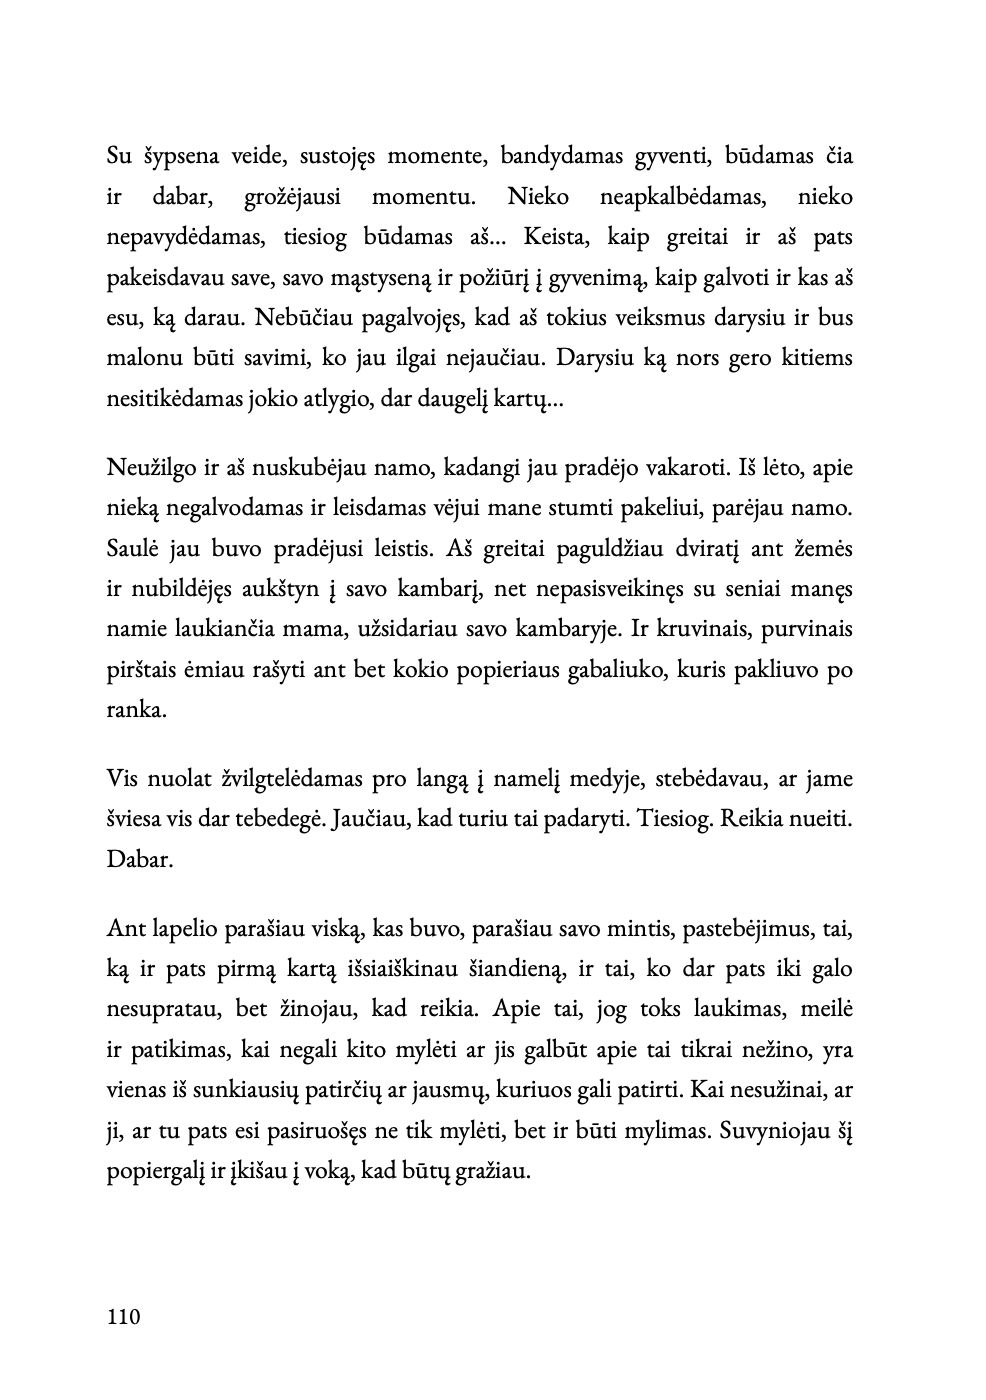 Su šypsena veide, sustojęs momente, bandydamas gyventi, būdamas čia
ir dabar, grožėjausi momentu. Nieko neapkalbėdamas, nieko
nepavydėdamas, tiesiog būdamas aš... Keista, kaip greitai ir aš pats
pakeisdavau save, savo mąstyseną ir požiūrį į gyvenimą, kaip galvoti ir kas aš
esu, ką darau. Nebūčiau pagalvojęs, kad aš tokius veiksmus darysiu ir bus
malonu būti savimi, ko jau ilgai nejaučiau. Darysiu ką nors gero kitiems
nesitikėdamas jokio atlygio, dar daugelį kartų...
Neužilgo ir aš nuskubėjau namo, kadangi jau pradėjo vakaroti. Iš lėto, apie
nieką negalvodamas ir leisdamas vėjui mane stumti pakeliui, parėjau namo.
Saulė jau buvo pradėjusi leistis. Aš greitai paguldžiau dviratį ant žemės
ir nubildėjęs aukštyn į savo kambarį, net nepasisveikinęs su seniai manęs
namie laukiančia mama, užsidariau savo kambaryje. Ir kruvinais, purvinais
pirštais ėmiau rašyti ant bet kokio popieriaus gabaliuko, kuris pakliuvo po
ranka.
Vis nuolat žvilgtelėdamas pro langą į namelį medyje, stebėdavau, ar jame
šviesa vis dar tebedegė. Jaučiau, kad turiu tai padaryti. Tiesiog. Reikia nueiti.
Dabar.
Ant lapelio parašiau viską, kas buvo, parašiau savo mintis, pastebėjimus, tai,
ką ir pats pirmą kartą išsiaiškinau šiandieną, ir tai, ko dar pats iki galo
nesupratau, bet žinojau, kad reikia. Apie tai, jog toks laukimas, meilė
ir patikimas, kai negali kito mylėti ar jis galbūt apie tai tikrai nežino, yra
vienas iš sunkiausių patirčių ar jausmų, kuriuos gali patirti. Kai nesužinai, ar
ji, ar tu pats esi pasiruošęs ne tik mylėti, bet ir būti mylimas. Suvyniojau šį
popiergalį ir įkišau į voką, kad būtų gražiau.
110